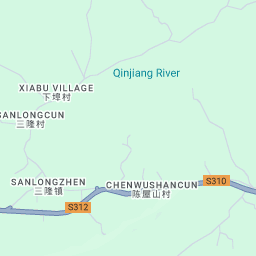 Qinjiang River
XIABU VILLAGE
下埠村
SANLONGCUN
三隆村
SANLONGZHEN
三隆镇
CHENWUSHANCUN
陈屋山村
S310
S312